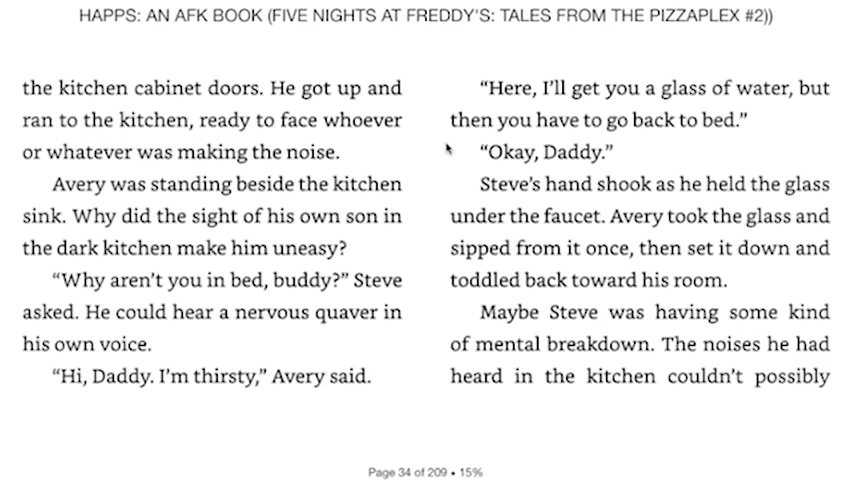 HAPPS: AN AFK BOOK (FIVE NIGHTS AT FREDDY'S: TALES FROM THE PIZZAPLEX #2))
the kitchen cabinet doors. He got up and
ran to the kitchen, ready to face whoever
or whatever was making the noise.
Avery was standing beside the kitchen
sink. Why did the sight of his own son in
the dark kitchen make him uneasy?
“Why aren’t you in bed, buddy?” Steve
asked. He could hear a nervous quaver in
his own voice.
“Hi, Daddy. I’m thirsty,” Avery said.
“Here, I’ll get you a glass of water, but
then you have to go back to bed.”
“Okay, Daddy.”
Steve’s hand shook as he held the glass
under the faucet. Avery took the glass and
sipped from it once, then set it down and
toddled back toward his room.
Maybe Steve was having some kind
of mental breakdown. The noises he had
heard in the kitchen couldn’t possibly
Page 34 of 209 • 15%